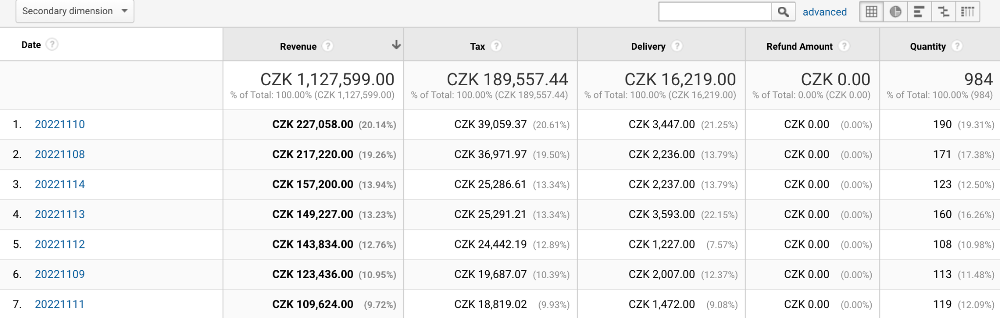 Secondary dimension advanced
Date ? Revenue ? Tax ? Delivery ? Refund Amount ? Quantity ?
CZK 1,127,599.00 CZK 189,557.44 CZK 16,219.00 CZK 0.00 984
% of Total: 100.00% (CZK 1,127,599.00) % of Total: 100.00% (CZK 189,557.44) % of Total: 100.00% (CZK 16,219.00) % of Total: 0.00% (CZK 0.00) % of Total: 100.00% (984)
1. 20221110 CZK 227,058.00 (20.14%) CZK 39,059.37 (20.61%) CZK 3,447.00 (21.25%) CZK 0.00 (0.00%) 190 (19.31%)
2. 20221108 CZK 217,220.00 (19.26%) CZK 36,971.97 (19.50%) CZK 2,236.00 (13.79%) CZK 0.00 (0.00%) 171 (17.38%)
3. 20221114 CZK 157,200.00 (13.94%) CZK 25,286.61 (13.34%) CZK 2,237.00 (13.79%) CZK 0.00 (0.00%) 123 (12.50%)
4. 20221113 CZK 149,227.00 (13.23%) CZK 25,291.21 (13.34%) CZK 3,593.00 (22.15%) CZK 0.00 (0.00%) 160 (16.26%)
5. 20221112 CZK 143,834.00 (12.76%) CZK 24,442.19 (12.89%) CZK 1,227.00 (7.57%) CZK 0.00 (0.00%) 108 (10.98%)
6. 20221109 CZK 123,436.00 (10.95%) CZK 19,687.07 (10.39%) CZK 2,007.00 (12.37%) CZK 0.00 (0.00%) 113 (11.48%)
7. 20221111 CZK 109,624.00 (9.72%) CZK 18,819.02 (9.93%) CZK 1,472.00 (9.08%) CZK 0.00 (0.00%) 119 (12.09%)